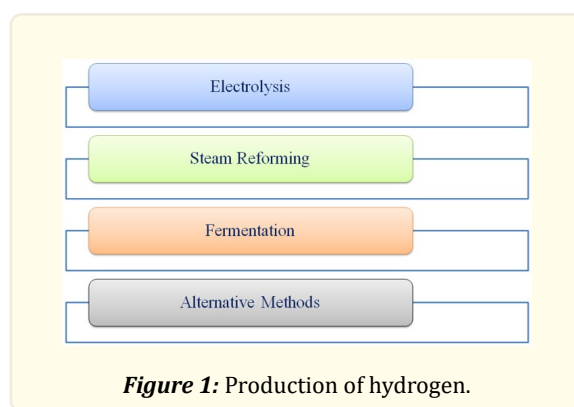 Electrolysis
Steam Reforming
Fermentation
Alternative Methods
Figure 1: Production of hydrogen.